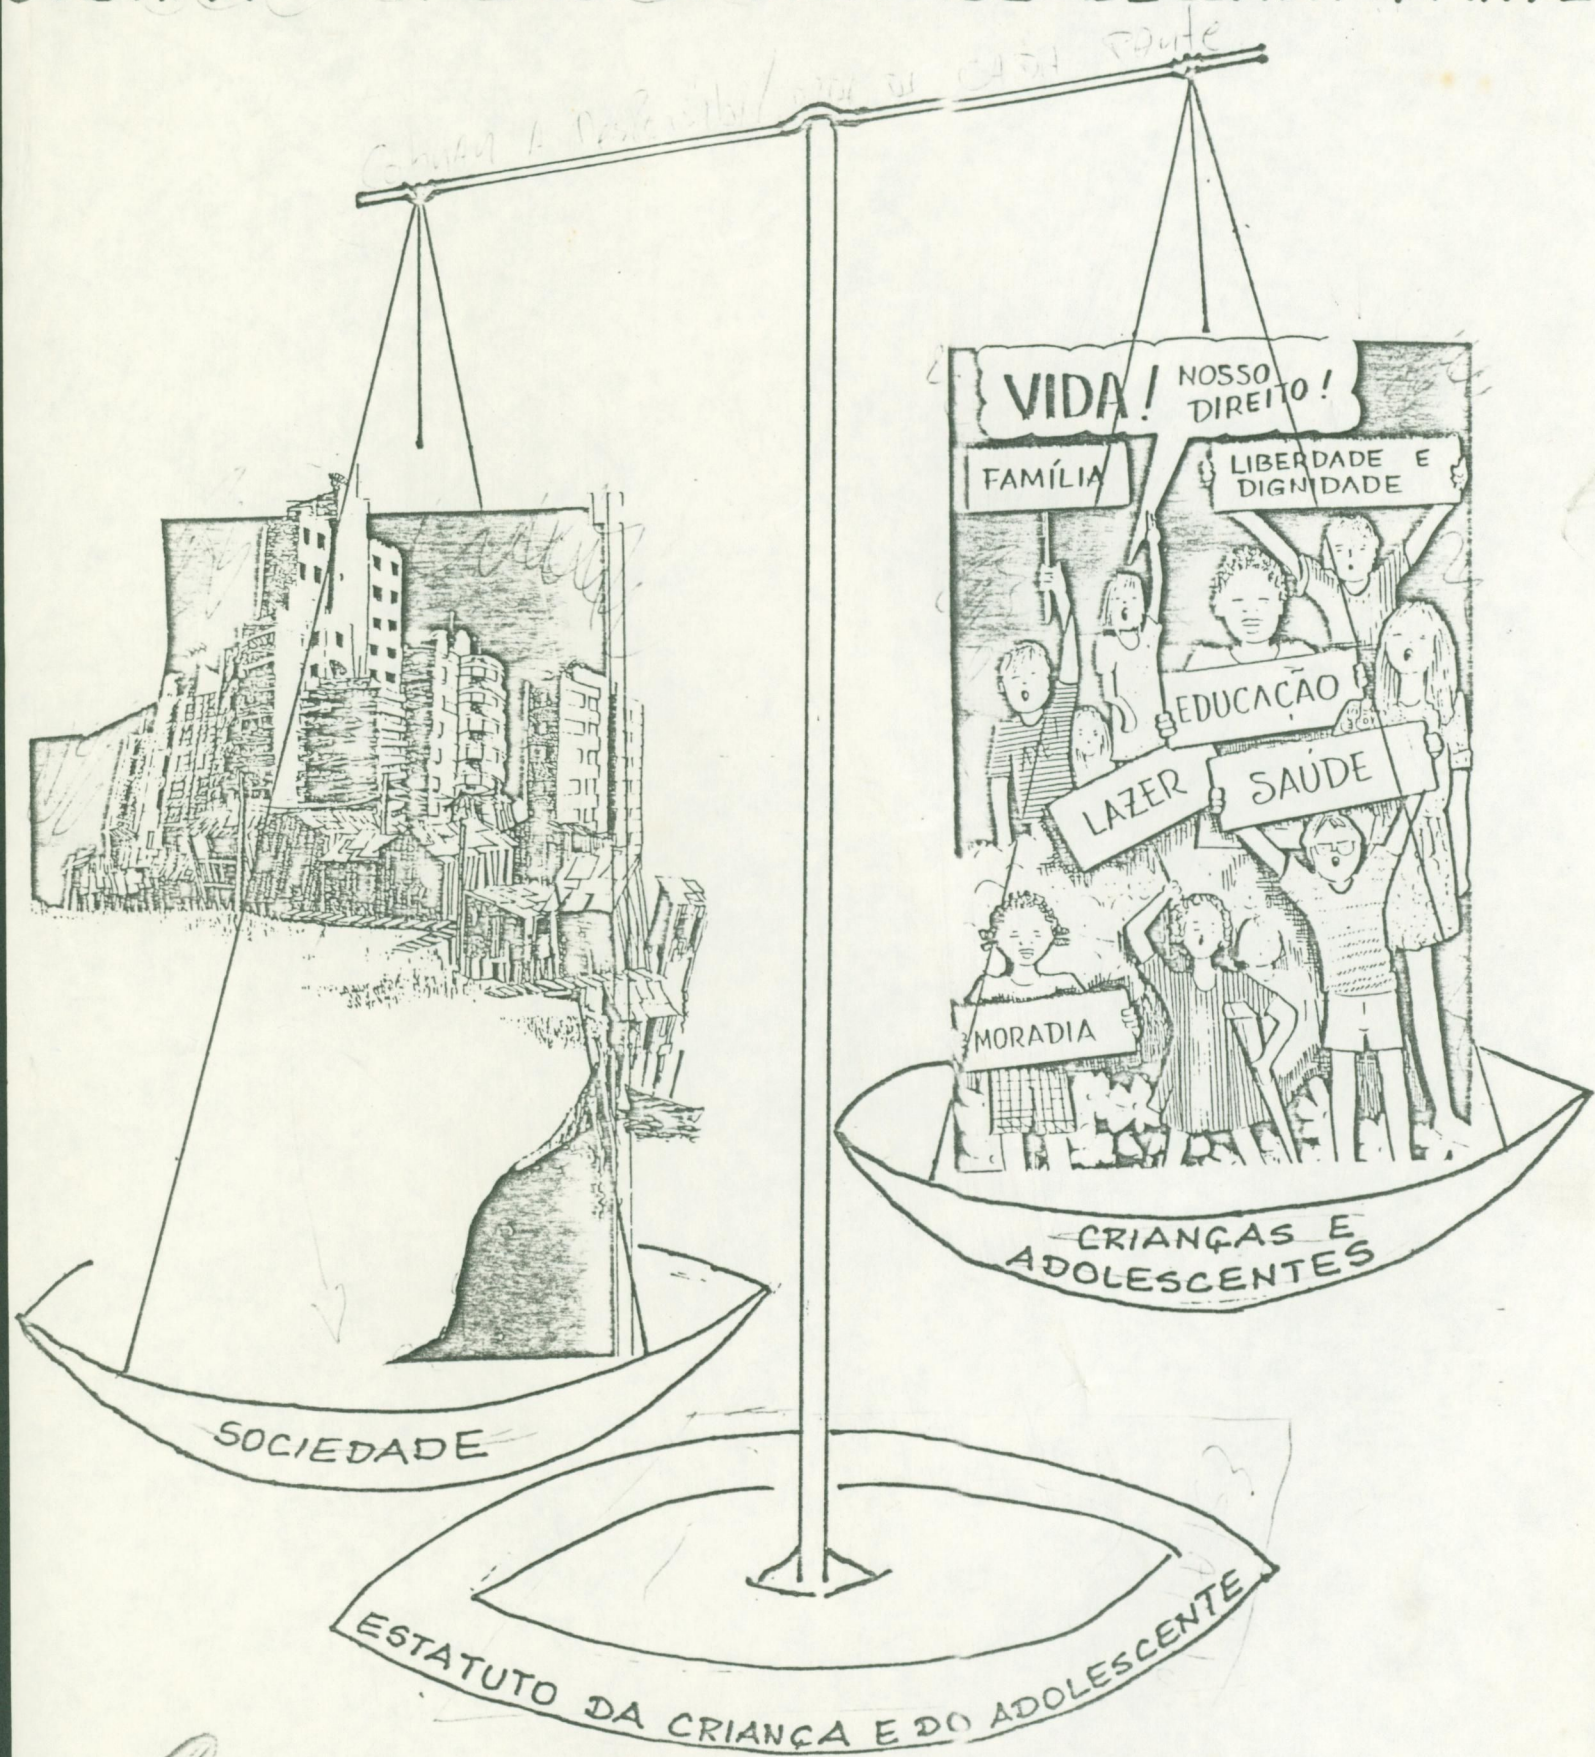 VIDA! NOSSO
DIREITO!
FAMÍLIA
LIBERDADE E
DIGNIDADE
EDUCAÇÃO
LAZER
SAÚDE
MORADIA
CRIANÇAS E
ADOLESCENTES
SOCIEDADE
ESTATUTO DA CRIANÇA E DO ADOLESCENTE